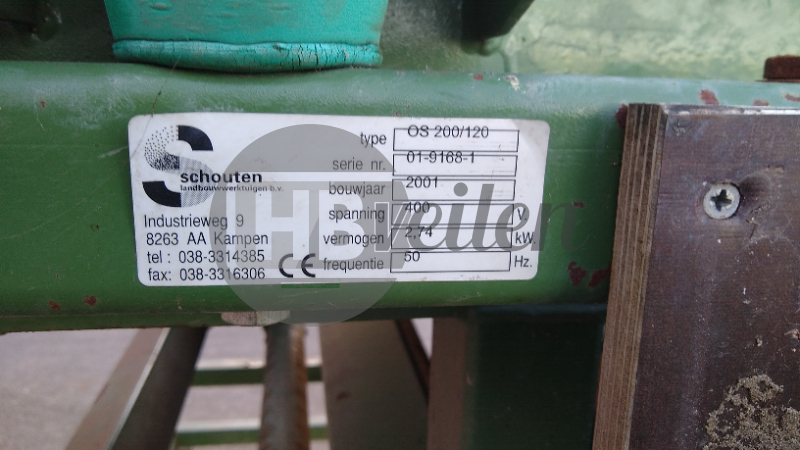 S
schouten
landbouwwerktuigen b.v.
Industrieweg 9
8263 AA Kampen
tel : 038-3314385
fax: 038-3316306
CE
type OS 200/120
serie nr. 01-9168-1
bouwjaar 2001
spanning 400 V.
vermogen 2,74 kW.
frequentie 50 Hz.
HB Veilen